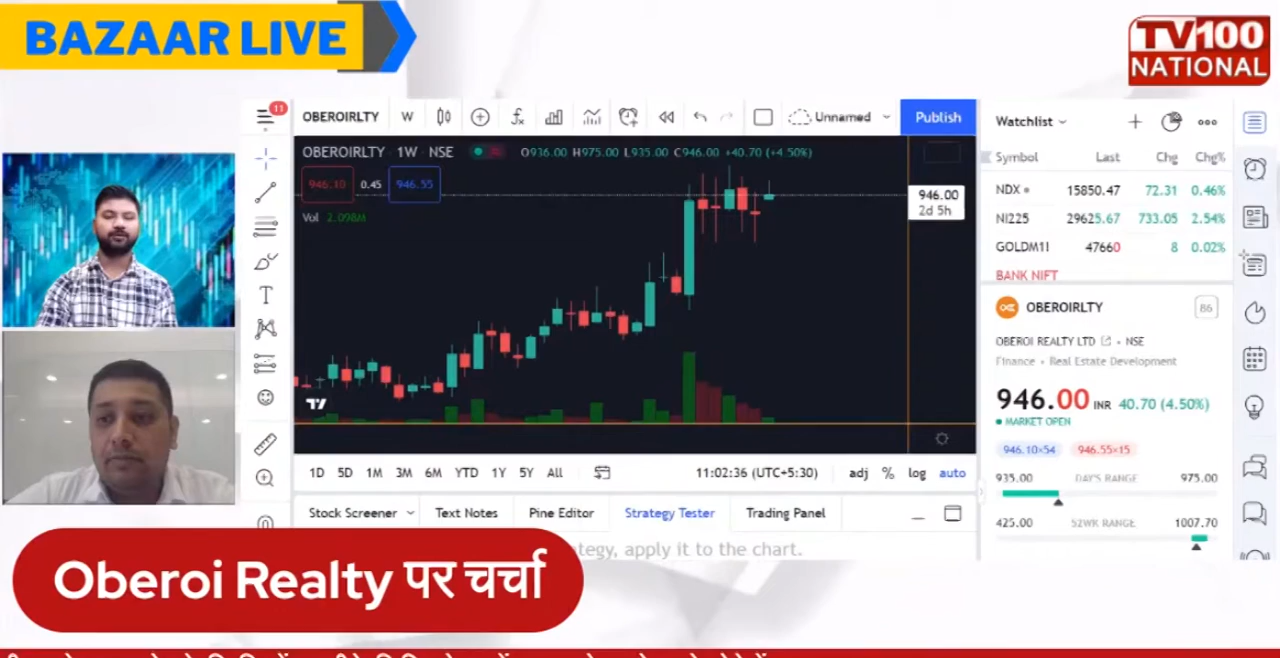 BAZAAR LIVE
TV100
NATIONAL
11
OBEROIRLTY W Unnamed Publish
OBEROIRLTY · 1W · NSE O936.00 H975.00 L935.00 C946.00 +40.70 (+4.50%)
946.10 0.45 946.55
Vol 2.098M
946.00
2d 5h
1D 5D 1M 3M 6M YTD 1Y 5Y All 11:02:36 (UTC+5:30) adj % log auto
Stock Screener Text Notes Pine Editor Strategy Tester Trading Panel
tegy, apply it to the chart.
Watchlist
Symbol Last Chg Chg%
NDX 15850.47 72.31 0.46%
NI225 29625.67 733.05 2.54%
GOLDM1! 47660 8 0.02%
BANK NIFT
OBEROIRLTY 86
OBEROI REALTY LTD • NSE
Finance • Real Estate Development
946.00 INR 40.70 (4.50%)
MARKET OPEN
946.10×54 946.55×15
935.00 DAY'S RANGE 975.00
425.00 52WK RANGE 1007.70
Oberoi Realty पर चर्चा